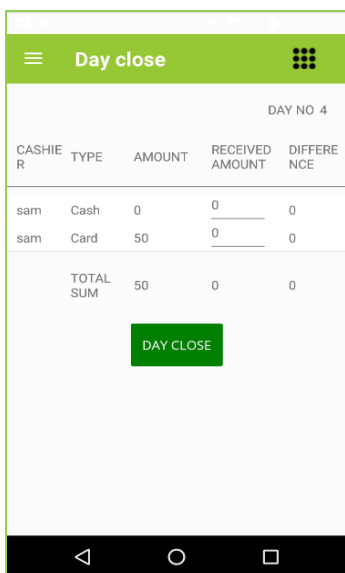 Day close
DAY NO 4
CASHIE
R TYPE AMOUNT RECEIVED
AMOUNT DIFFERE
NCE
sam Cash 0 0 0
sam Card 50 0 0
TOTAL
SUM 50 0 0
DAY CLOSE